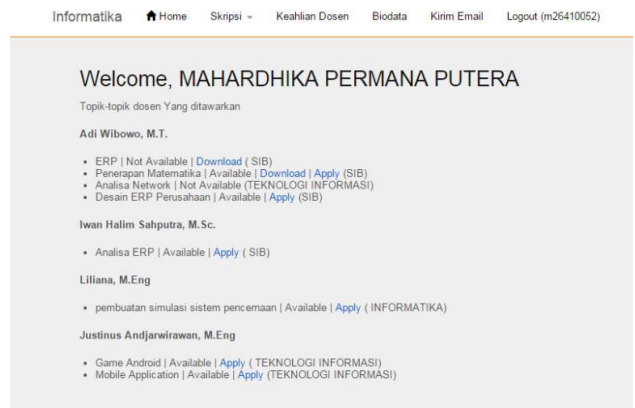 Informatika Home Skripsi Keahlian Dosen Biodata Kirim Email Logout (m26410052)
Welcome, MAHARDHIKA PERMANA PUTERA
Topik-topik dosen Yang ditawarkan
Adi Wibowo, M.T.
• ERP | Not Available | Download ( SIB)
• Penerapan Matematika | Available | Download | Apply (SIB)
• Analisa Network | Not Available (TEKNOLOGI INFORMASI)
• Desain ERP Perusahaan | Available | Apply (SIB)
Iwan Halim Sahputra, M.Sc.
• Analisa ERP | Available | Apply ( SIB)
Liliana, M.Eng
• pembuatan simulasi sistem pencernaan | Available | Apply ( INFORMATIKA)
Justinus Andjarwirawan, M.Eng
• Game Android | Available | Apply ( TEKNOLOGI INFORMASI)
• Mobile Application | Available | Apply (TEKNOLOGI INFORMASI)